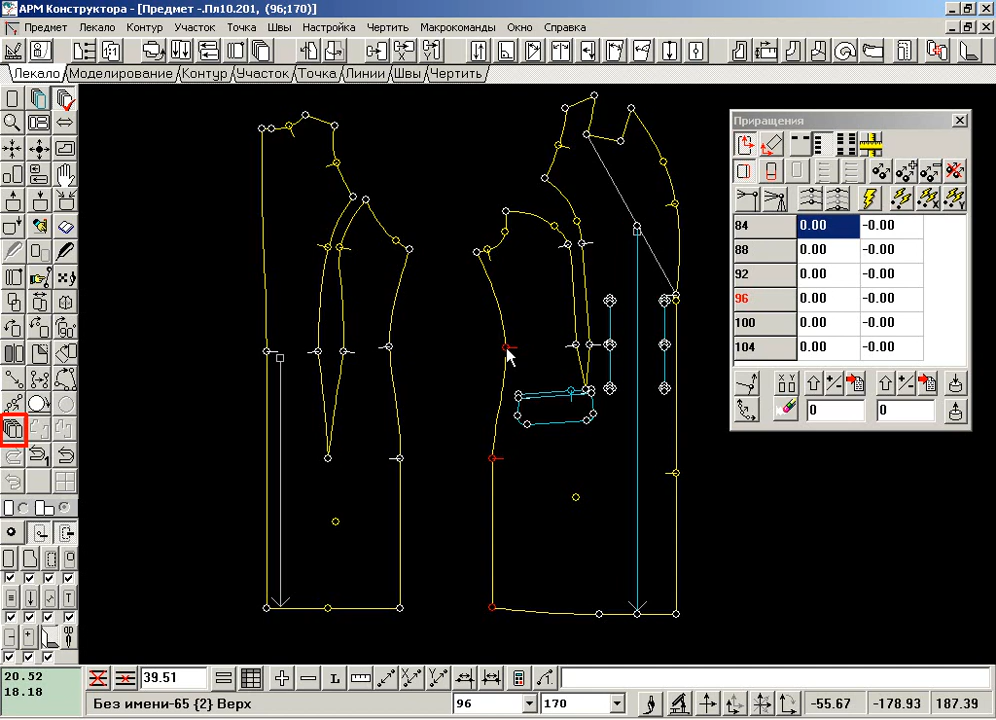 АРМ Конструктора - [Предмет -.Пл10.201, (96;170)]
Предмет Лекало Контур Участок Точка Швы Настройка Чертить Макрокоманды Окно Справка
Лекало Моделирование Контур Участок Точка Линии Швы Чертить
Приращения
84 0.00 -0.00
88 0.00 -0.00
92 0.00 -0.00
96 0.00 -0.00
100 0.00 -0.00
104 0.00 -0.00
X Y
0 0
20.52
18.18
39.51
Без имени-65 {2} Верх
96
170
-55.67 -178.93 187.39